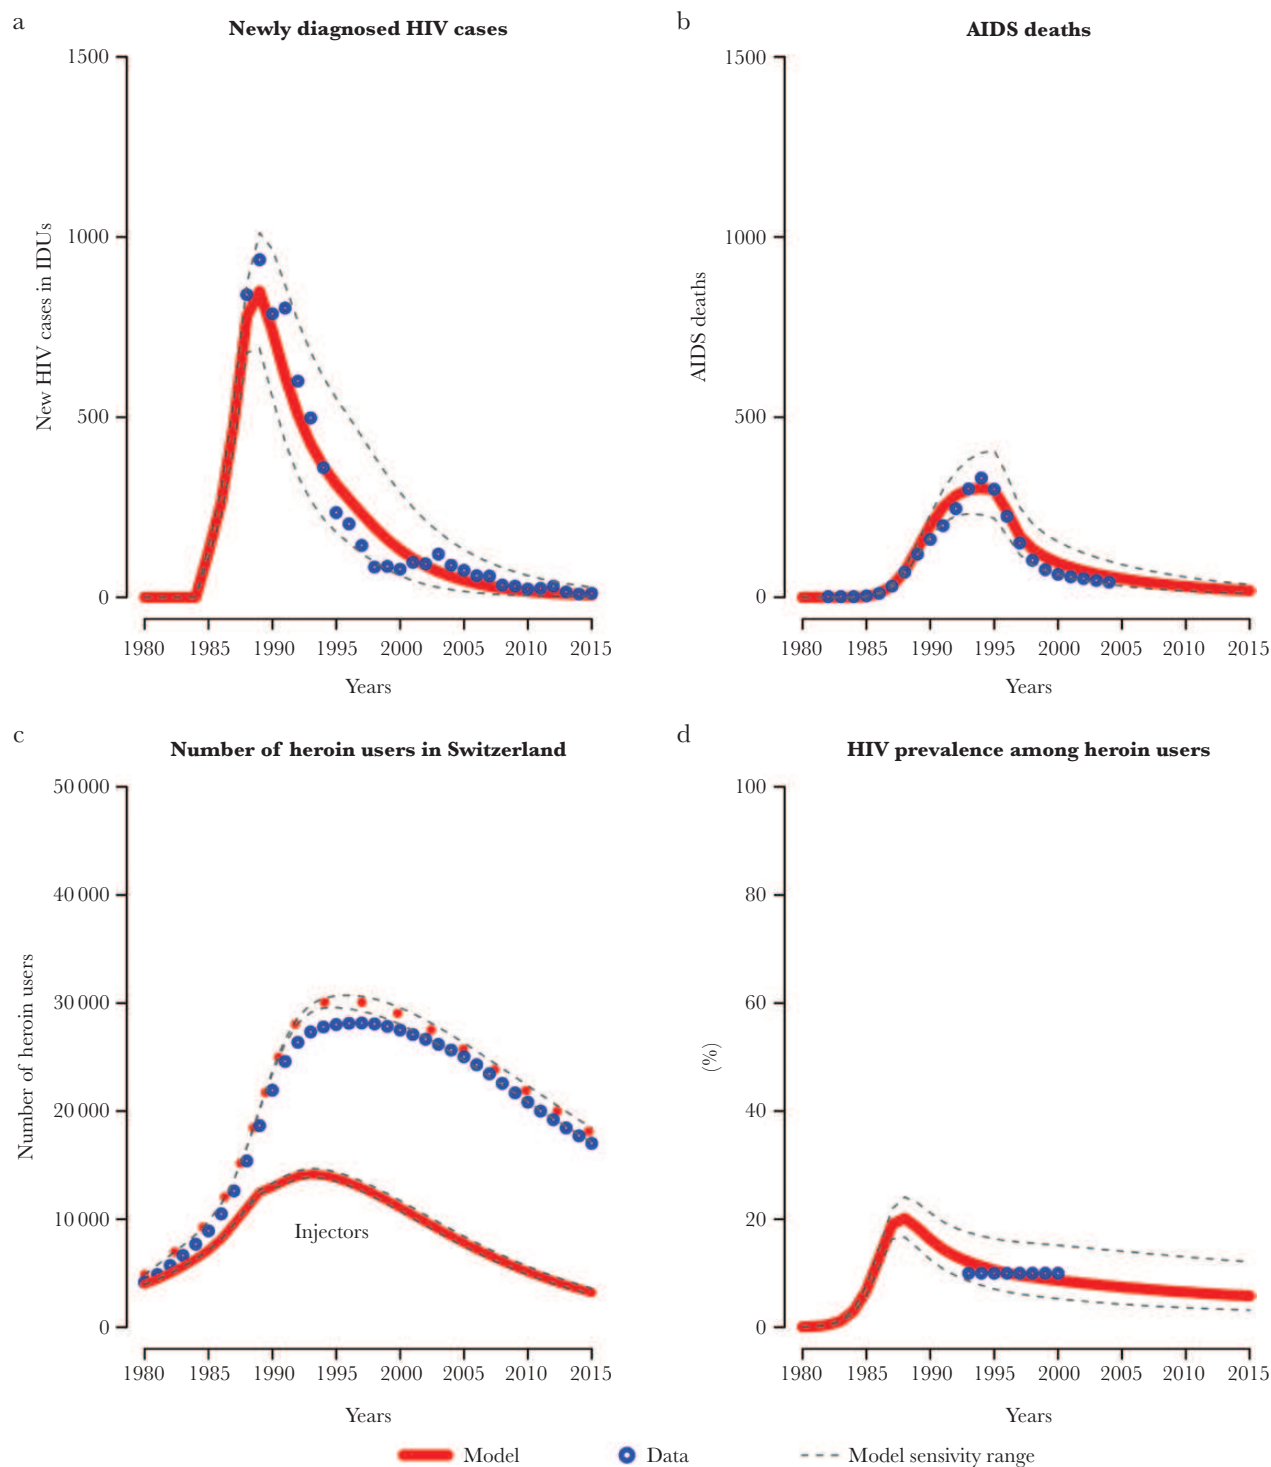 a
Newly diagnosed HIV cases
1500
1000
500
0
New HIV cases in IDUs
1980 1985 1990 1995 2000 2005 2010 2015
Years
b
AIDS deaths
1500
1000
500
0
AIDS deaths
1980 1985 1990 1995 2000 2005 2010 2015
Years
c
Number of heroin users in Switzerland
50 000
40 000
30 000
20 000
10 000
0
Number of heroin users
Injectors
1980 1985 1990 1995 2000 2005 2010 2015
Years
d
HIV prevalence among heroin users
100
80
60
40
20
0
(%)
1980 1985 1990 1995 2000 2005 2010 2015
Years
Model
Data
Model sensivity range